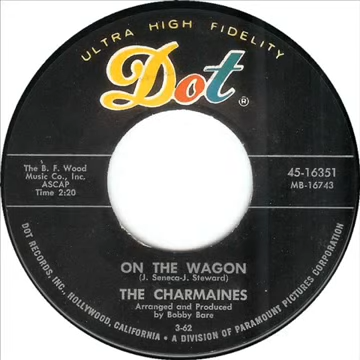 ULTRA HIGH FIDELITY
Dot
®
The B. F. Wood
Music Co., Inc.
ASCAP
Time 2:20
45-16351
MB-16743
ON THE WAGON
(J. Seneca-J. Steward)
THE CHARMAINES
Arranged and Produced
by Bobby Bare
3-62
DOT RECORDS, INC., HOLLYWOOD, CALIFORNIA • A DIVISION OF PARAMOUNT PICTURES CORPORATION